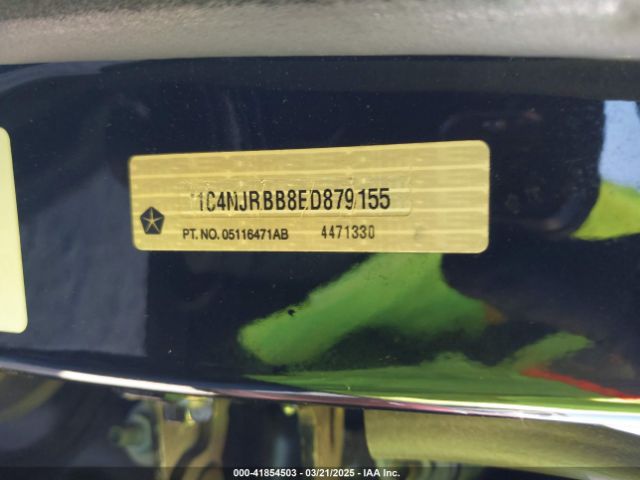 1C4NJRBB8ED879155
PT. NO. 05116471AB 4471330
000-41854503 — 03/21/2025 — IAA Inc.